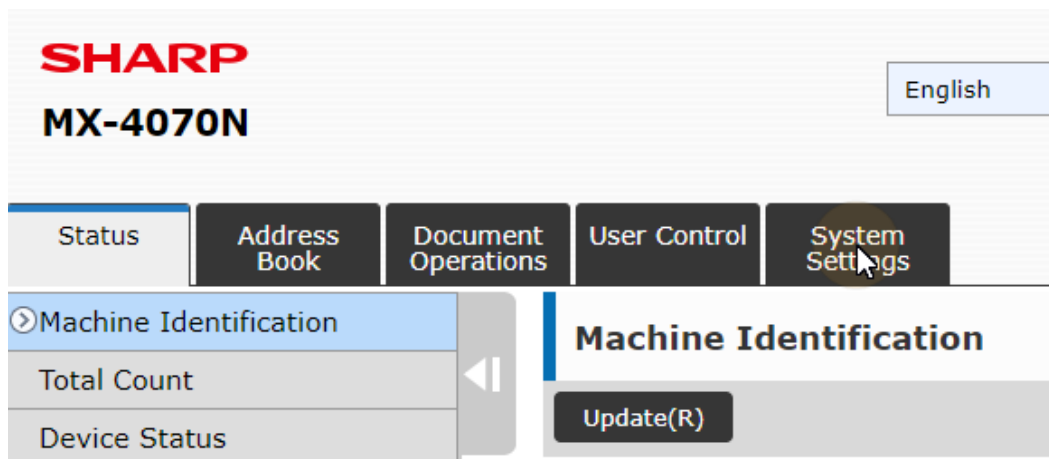 SHARP
MX-4070N
English
Status
Address
Book
Document
Operations
User Control
System
Settings
Machine Identification
Total Count
Device Status
Machine Identification
Update(R)